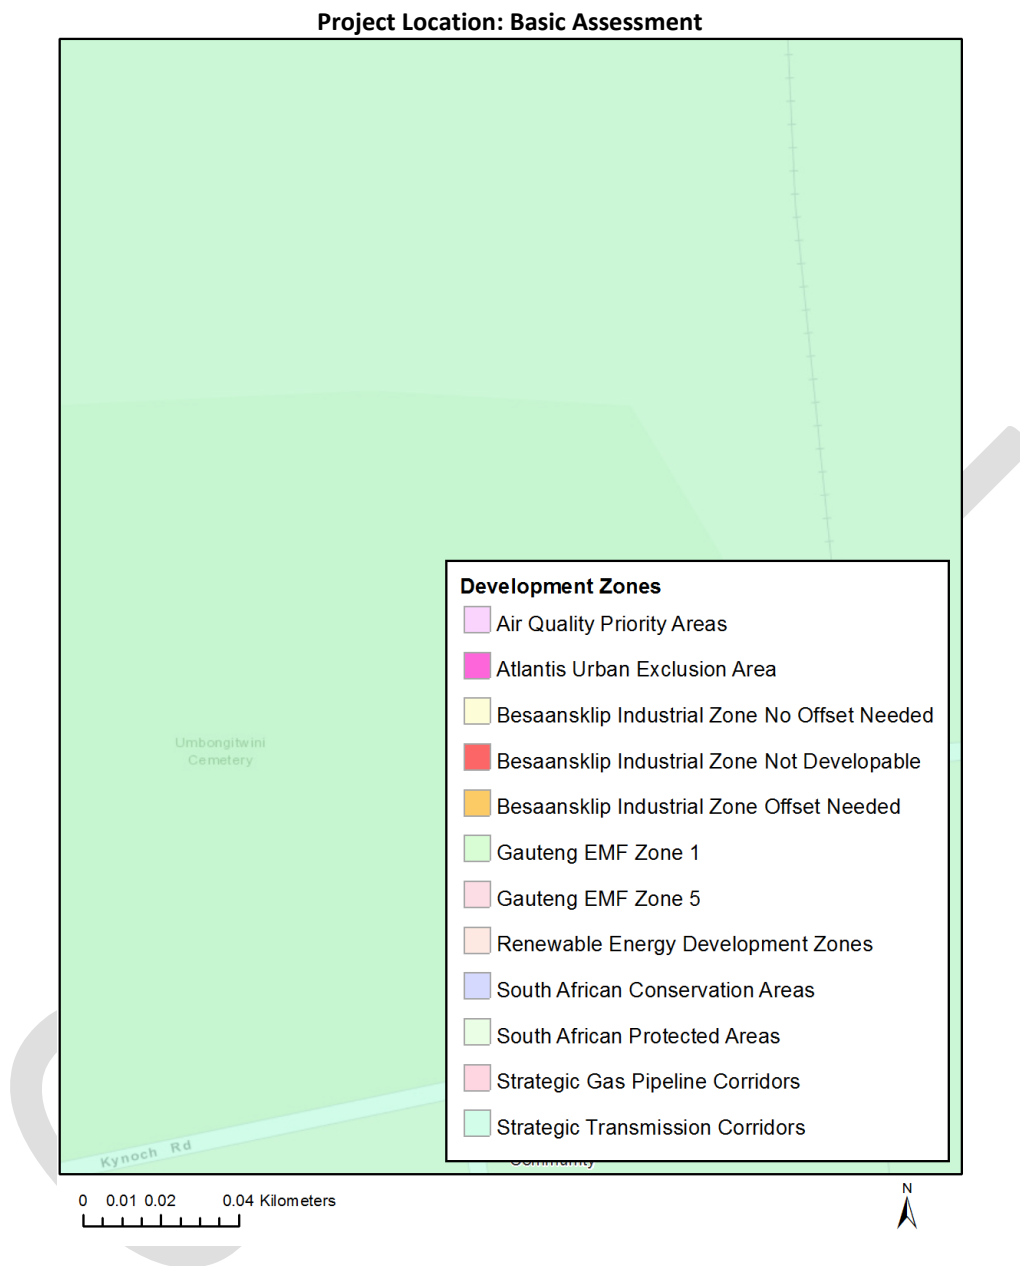 Project Location: Basic Assessment
Umbongitwini
Cemetery
Development Zones
Air Quality Priority Areas
Atlantis Urban Exclusion Area
Besaansklip Industrial Zone No Offset Needed
Besaansklip Industrial Zone Not Developable
Besaansklip Industrial Zone Offset Needed
Gauteng EMF Zone 1
Gauteng EMF Zone 5
Renewable Energy Development Zones
South African Conservation Areas
South African Protected Areas
Strategic Gas Pipeline Corridors
Strategic Transmission Corridors
Kynoch Rd
Community
0 0.01 0.02 0.04 Kilometers
N